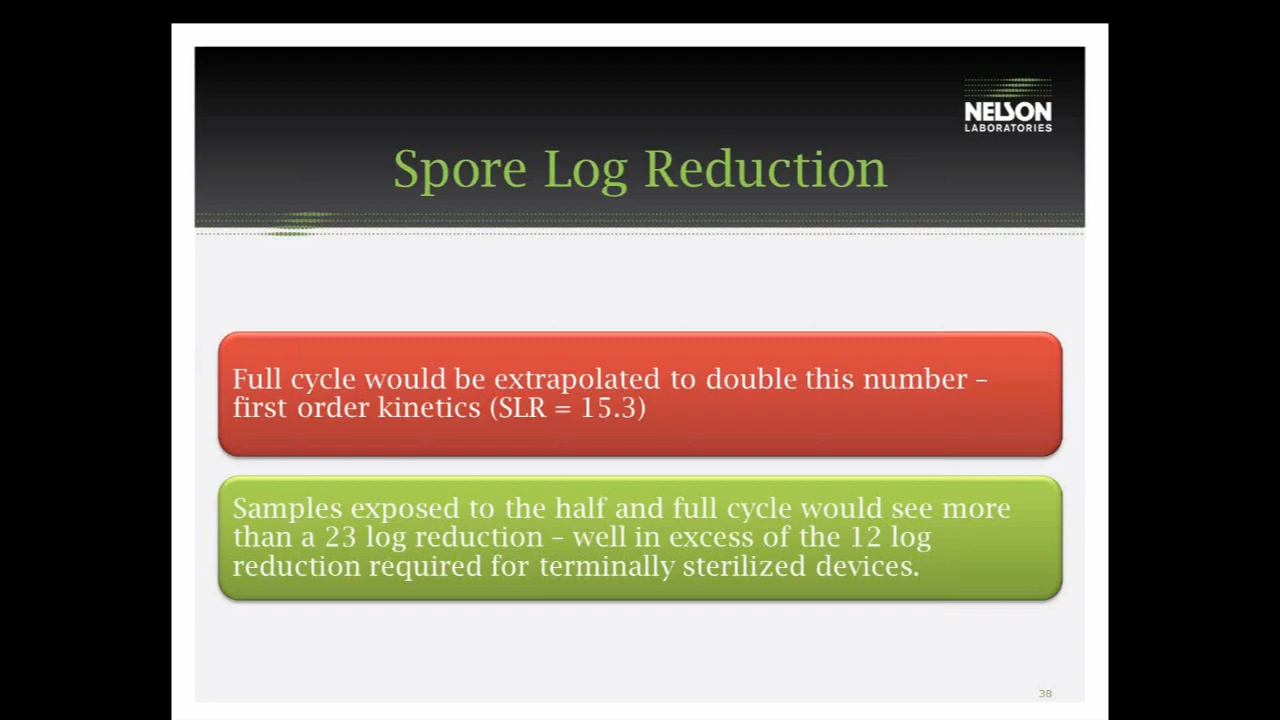 NELSON
LABORATORIES
Spore Log Reduction
Full cycle would be extrapolated to double this number –
first order kinetics (SLR = 15.3)
Samples exposed to the half and full cycle would see more
than a 23 log reduction – well in excess of the 12 log
reduction required for terminally sterilized devices.
38